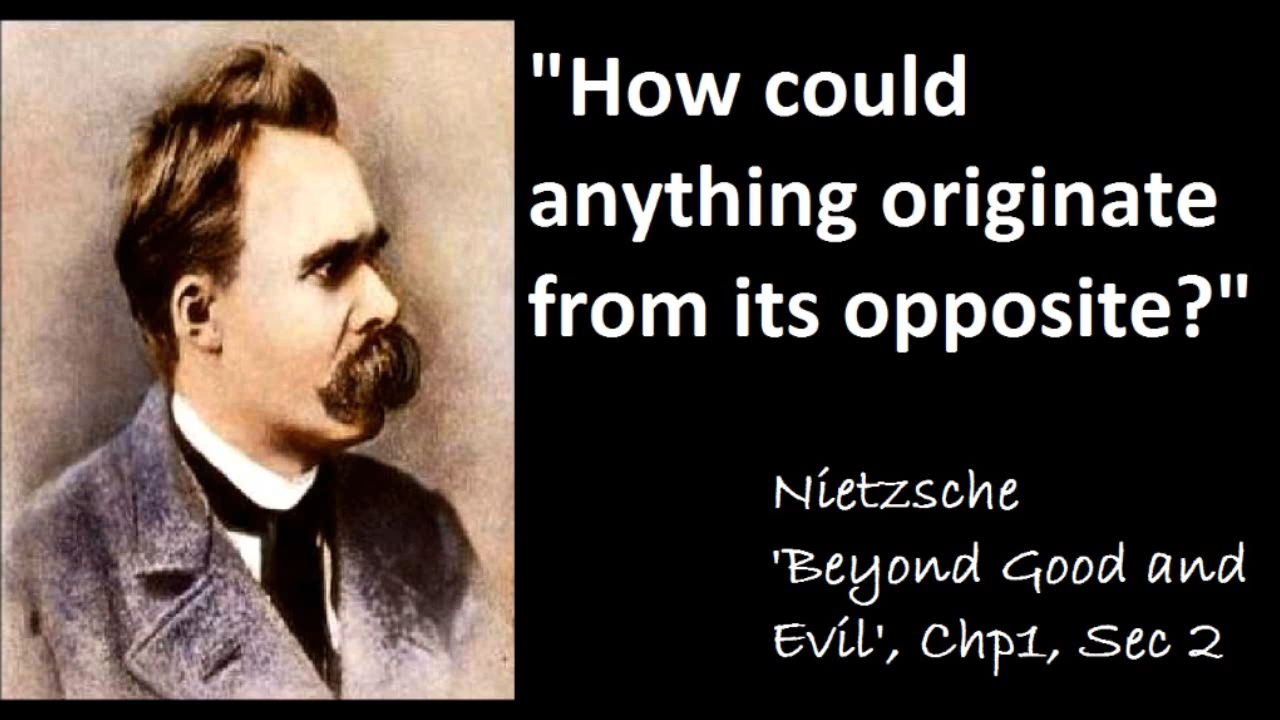 "How could
anything originate
from its opposite?"
Nietzsche
'Beyond Good and
Evil', Chp1, Sec 2